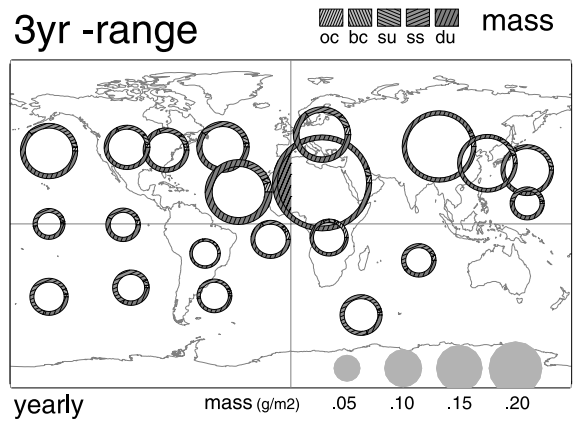 3yr -range
mass
oc bc su ss du
yearly
mass (g/m2) .05 .10 .15 .20